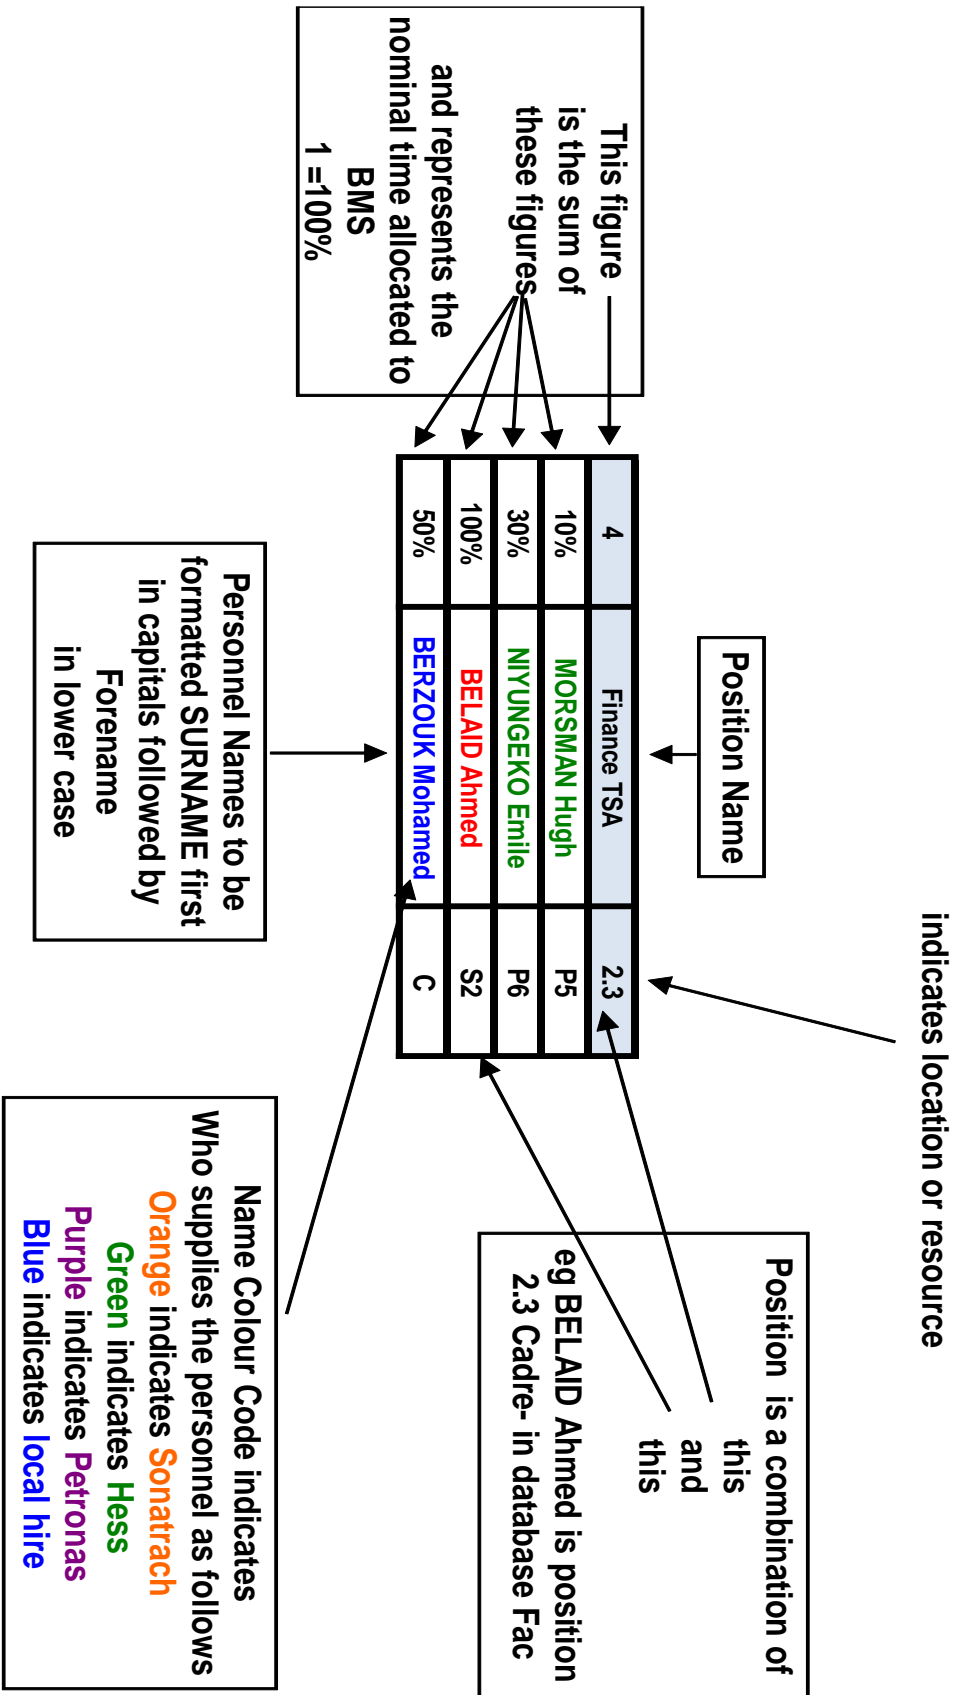 indicates location or resource
Position Name
This figure
is the sum of
these figures
and represents the
nominal time allocated to
BMS
1 =100%
4 Finance TSA 2.3
10% MORSMAN Hugh P5
30% NIYUNGEKO Emile P6
100% BELAID Ahmed S2
50% BERZOUK Mohamed C
Position is a combination of
this
and
this
eg BELAID Ahmed is position
2.3 Cadre- in database Fac
Personnel Names to be
formatted SURNAME first
in capitals followed by
Forename
in lower case
Name Colour Code indicates
Who supplies the personnel as follows
Orange indicates Sonatrach
Green indicates Hess
Purple indicates Petronas
Blue indicates local hire